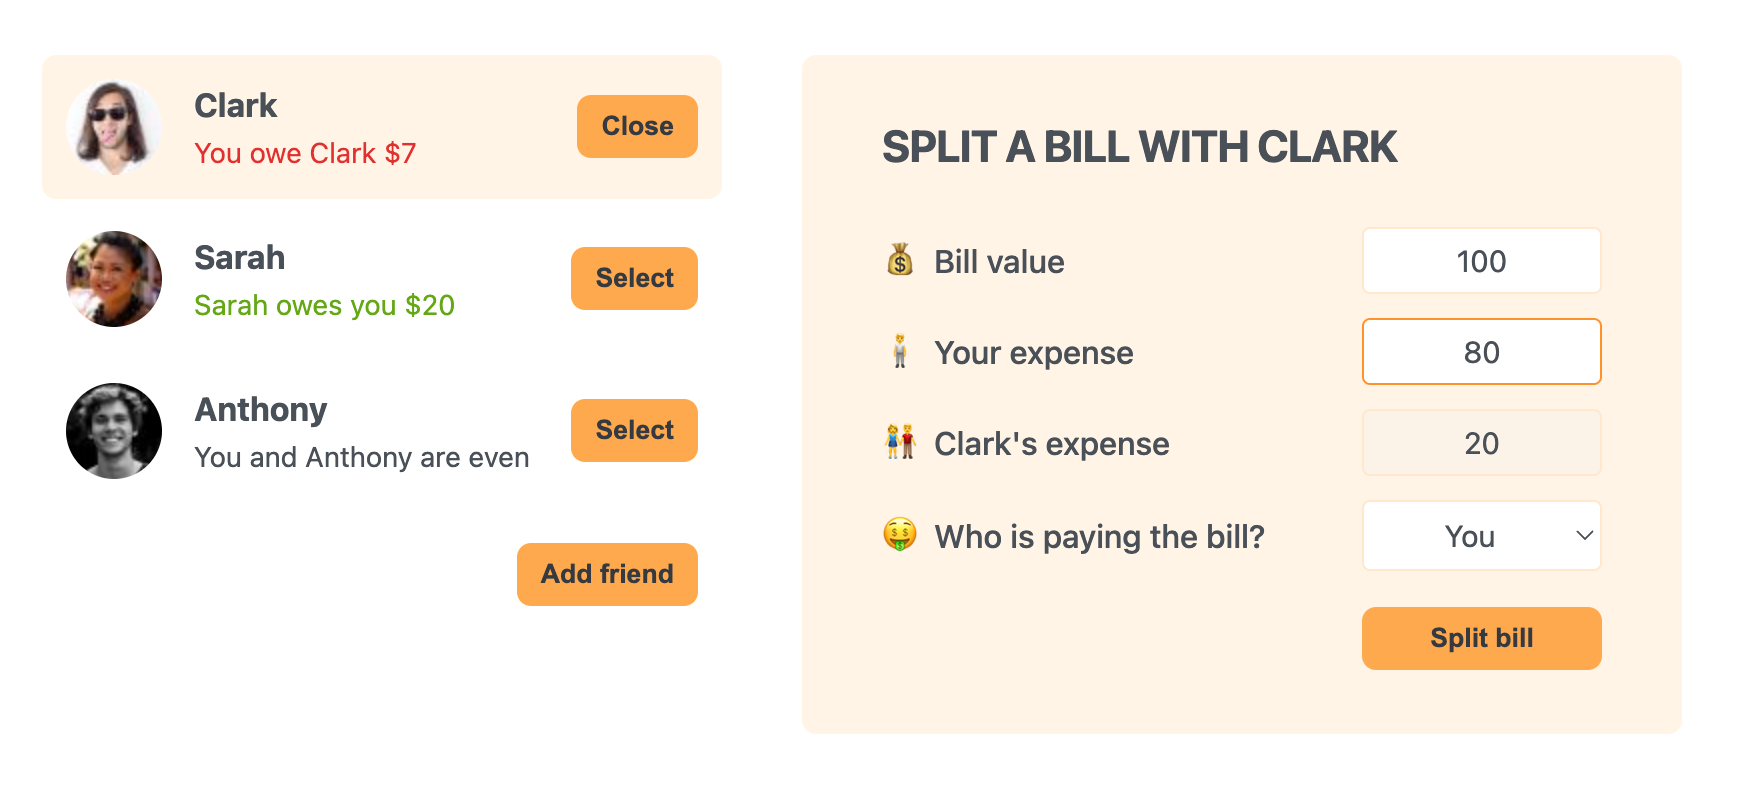 Clark
You owe Clark $7
Close
Sarah
Sarah owes you $20
Select
Anthony
You and Anthony are even
Select
Add friend
SPLIT A BILL WITH CLARK
💰 Bill value
100
🧍 Your expense
80
👫 Clark's expense
20
🤑 Who is paying the bill?
You
Split bill